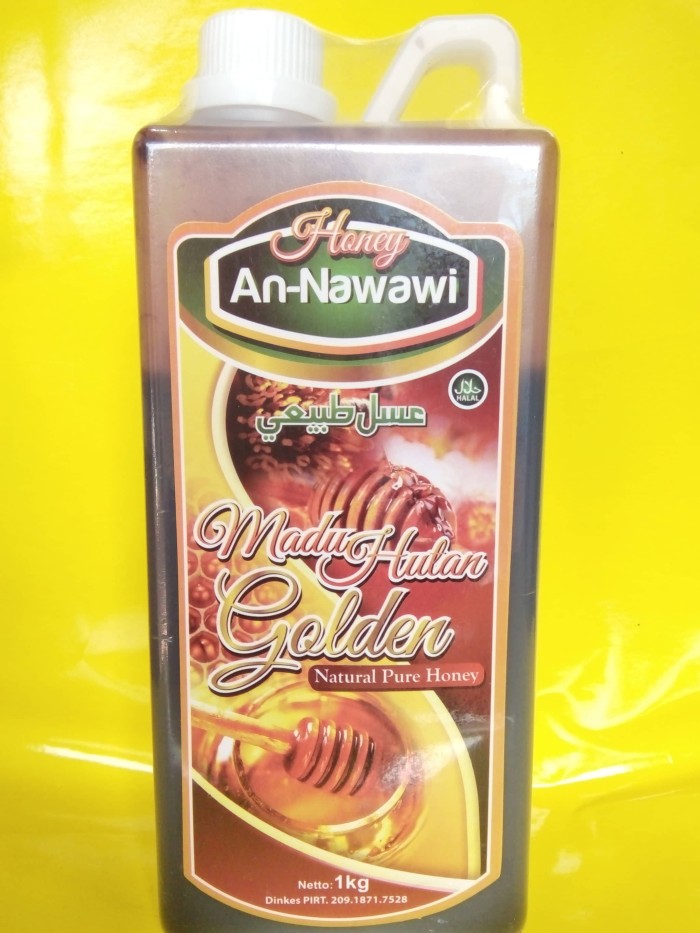 Honey
An-Nawawi
حلال
HALAL
عسل طبيعي
Madu Hutan
Golden
Natural Pure Honey
Netto: 1kg
Dinkes PIRT. 209.1871.7528